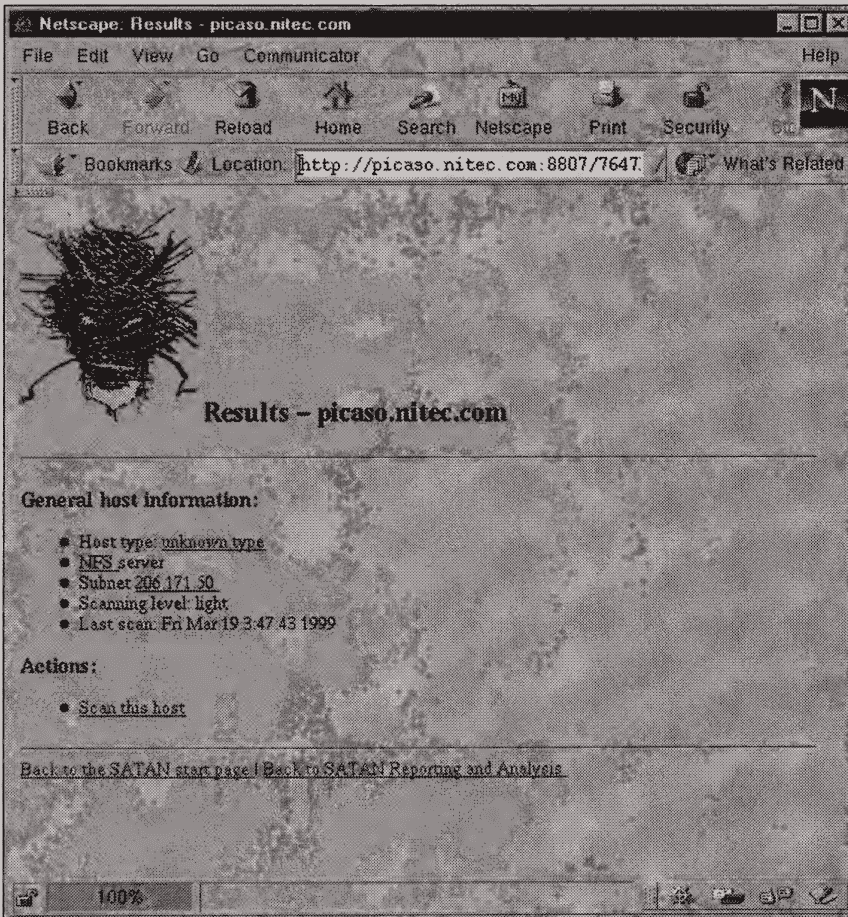 Netscape: Results - picaso.nitec.com
File Edit View Go Communicator Help
Back Forward Reload Home Search Netscape Print Security
My
N
Bookmarks Location: http://picaso.nitec.com:8807/7647. What's Related
Results – picaso.nitec.com
General host information:
Host type: unknown type
NFS server
Subnet 206.171.50
Scanning level: light
Last scan: Fri Mar 19 3:47:43 1999
Actions:
Scan this host
Back to the SATAN start page | Back to SATAN Reporting and Analysis
100%